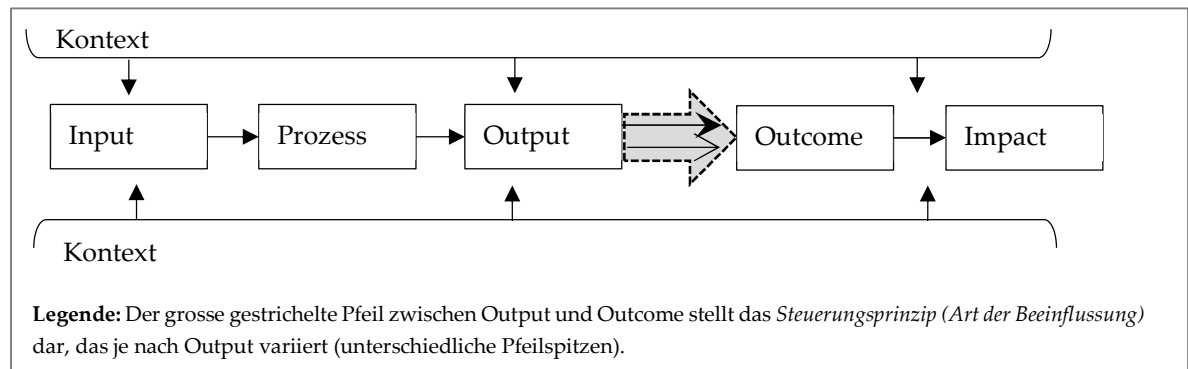 Kontext
Input
Prozess
Output
Outcome
Impact
Kontext
Legende: Der grosse gestrichelte Pfeil zwischen Output und Outcome stellt das Steuerungsprinzip (Art der Beeinflussung)
dar, das je nach Output variiert (unterschiedliche Pfeilspitzen).